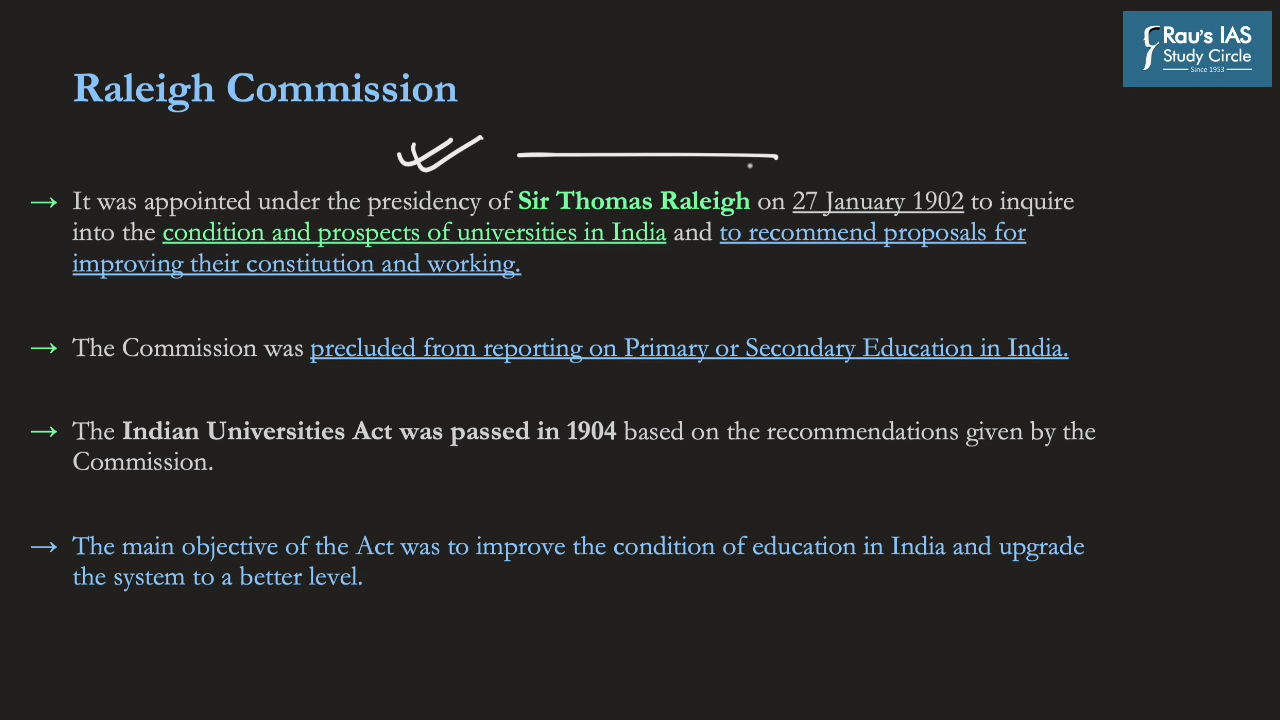 Rau's IAS
Study Circle
Since 1953
Raleigh Commission
→ It was appointed under the presidency of Sir Thomas Raleigh on 27 January 1902 to inquire
into the condition and prospects of universities in India and to recommend proposals for
improving their constitution and working.
→ The Commission was precluded from reporting on Primary or Secondary Education in India.
→ The Indian Universities Act was passed in 1904 based on the recommendations given by the
Commission.
→ The main objective of the Act was to improve the condition of education in India and upgrade
the system to a better level.